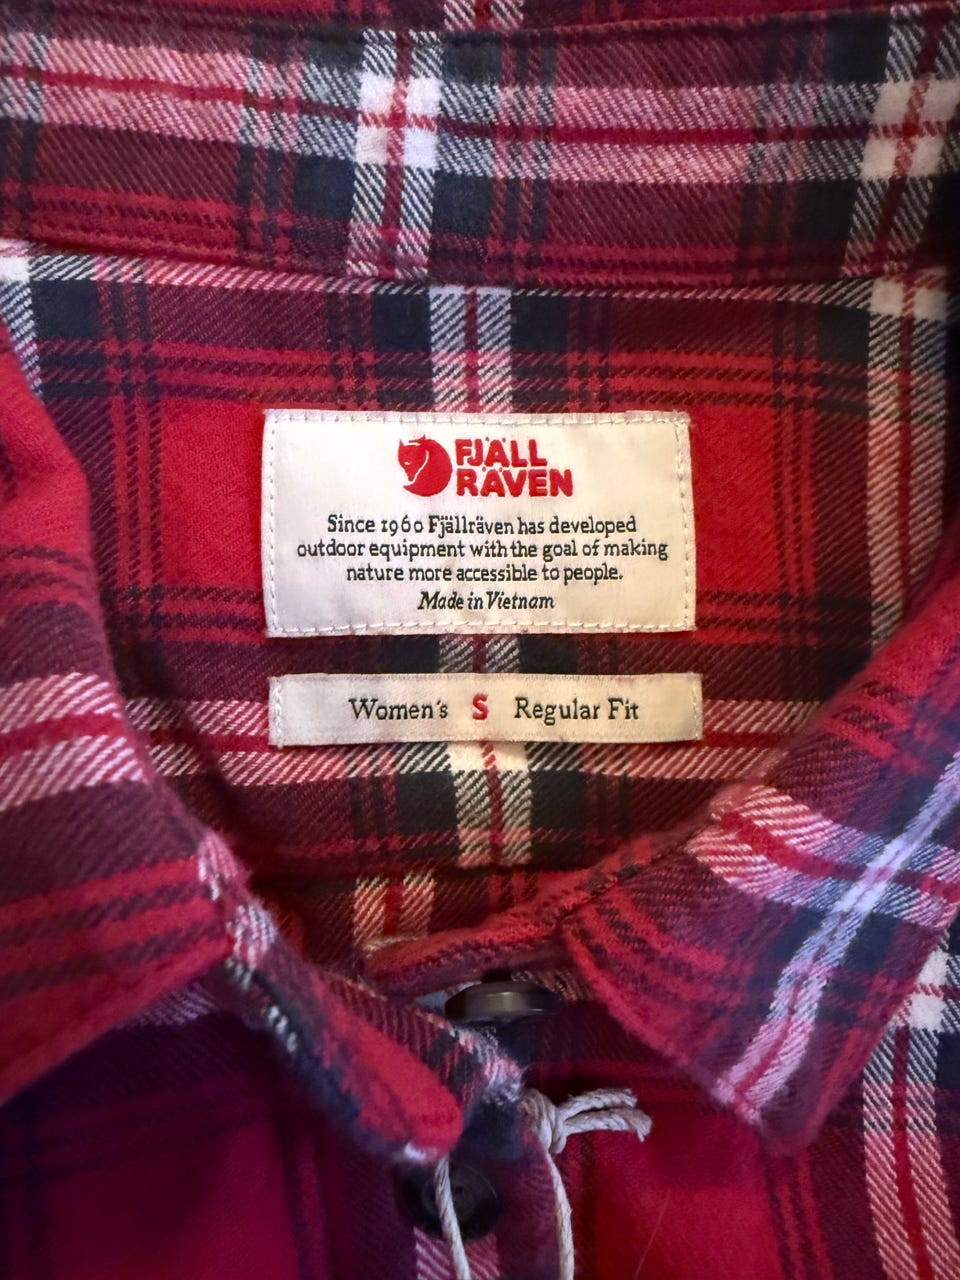 FJÄLL
RÄVEN
Since 1960 Fjällräven has developed
outdoor equipment with the goal of making
nature more accessible to people.
Made in Vietnam
Women's S Regular Fit